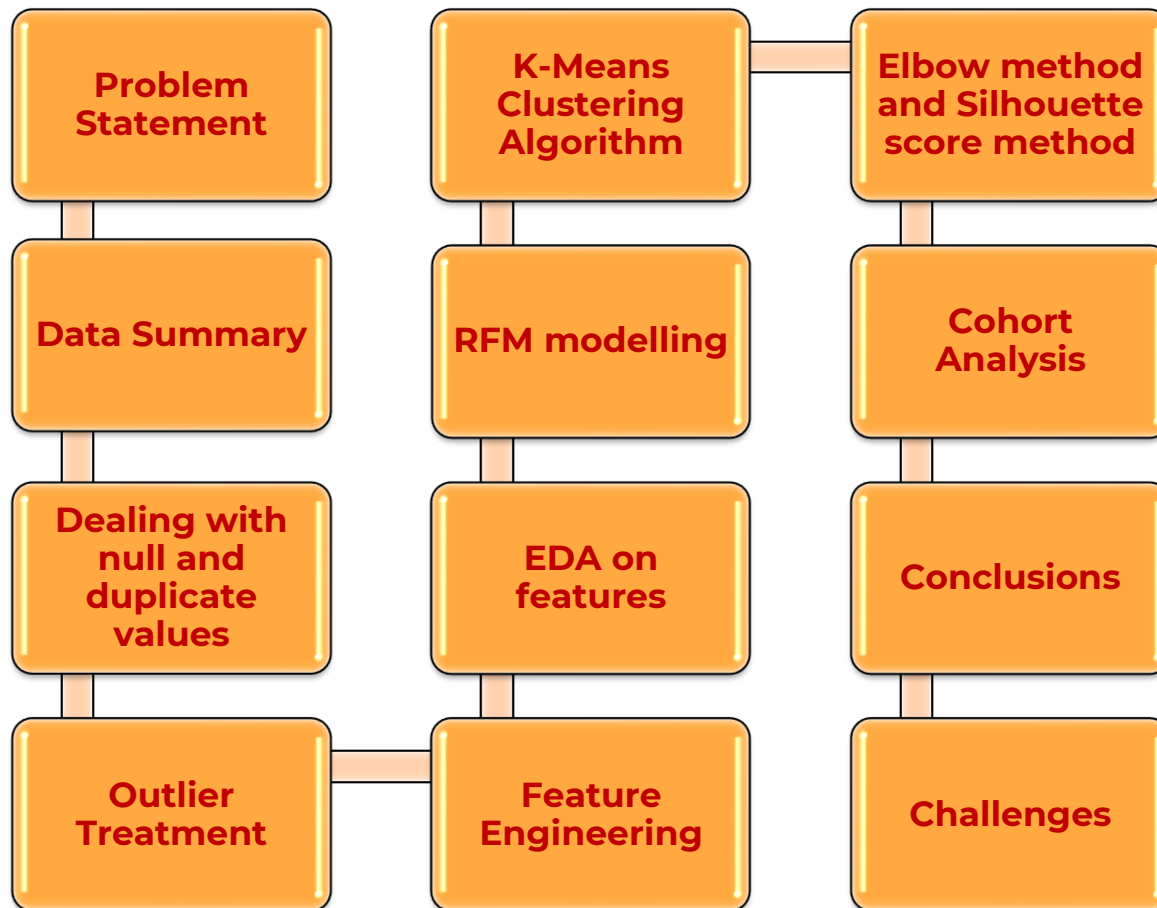 Problem
Statement
Data Summary
Dealing with
null and
duplicate
values
Outlier
Treatment
Feature
Engineering
EDA on
features
RFM modelling
K-Means
Clustering
Algorithm
Elbow method
and Silhouette
score method
Cohort
Analysis
Conclusions
Challenges